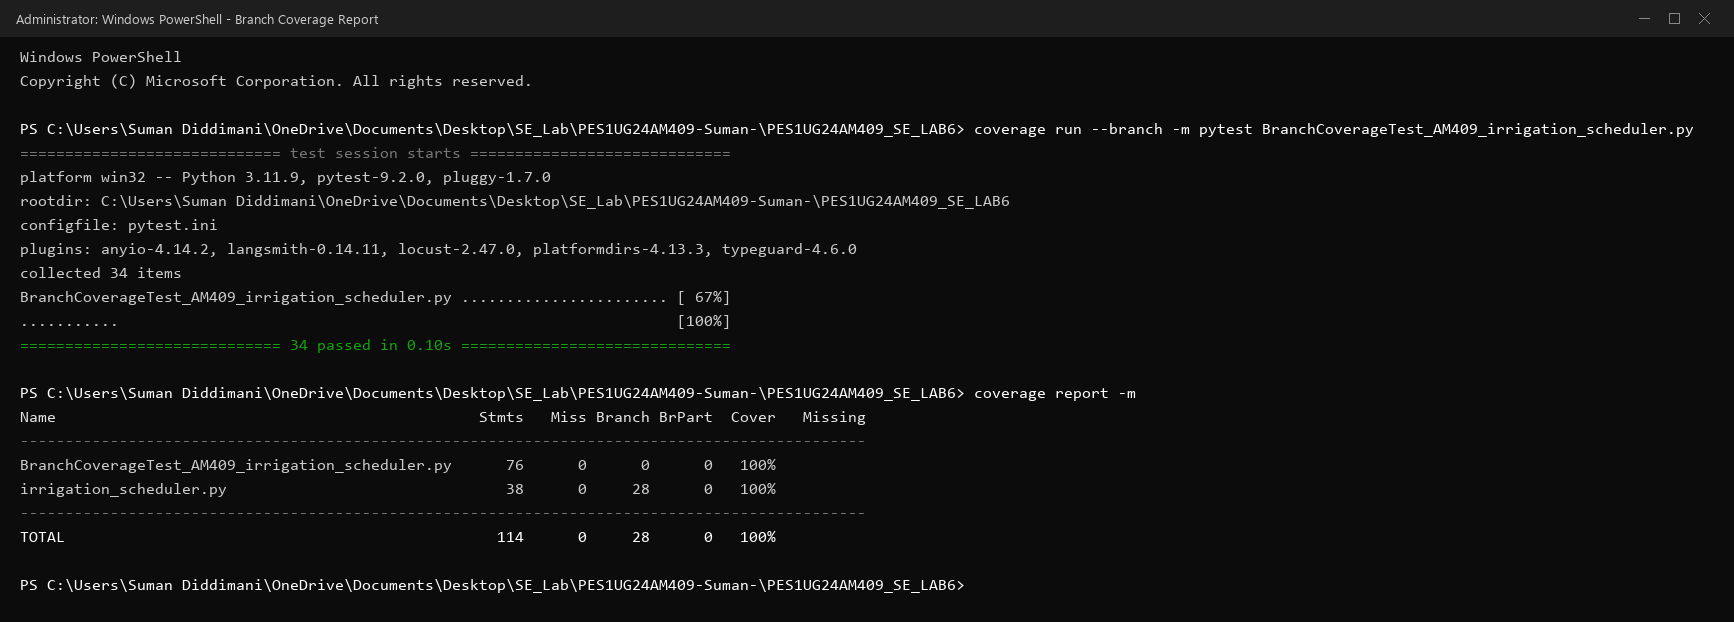 Administrator: Windows PowerShell - Branch Coverage Report
Windows PowerShell
Copyright (C) Microsoft Corporation. All rights reserved.
PS C:\Users\Suman Diddimani\OneDrive\Documents\Desktop\SE_Lab\PES1UG24AM409-Suman-\PES1UG24AM409_SE_LAB6> coverage run --branch -m pytest BranchCoverageTest_AM409_irrigation_scheduler.py
============================= test session starts =============================
platform win32 -- Python 3.11.9, pytest-9.2.0, pluggy-1.7.0
rootdir: C:\Users\Suman Diddimani\OneDrive\Documents\Desktop\SE_Lab\PES1UG24AM409-Suman-\PES1UG24AM409_SE_LAB6
configfile: pytest.ini
plugins: anyio-4.14.2, langsmith-0.14.11, locust-2.47.0, platformdirs-4.13.3, typeguard-4.6.0
collected 34 items
BranchCoverageTest_AM409_irrigation_scheduler.py ....................... [ 67%]
...........                                                              [100%]
============================= 34 passed in 0.10s ==============================
PS C:\Users\Suman Diddimani\OneDrive\Documents\Desktop\SE_Lab\PES1UG24AM409-Suman-\PES1UG24AM409_SE_LAB6> coverage report -m
Name                                               Stmts   Miss Branch BrPart  Cover   Missing
----------------------------------------------------------------------------------------------
BranchCoverageTest_AM409_irrigation_scheduler.py      76      0      0      0   100%
irrigation_scheduler.py                               38      0     28      0   100%
----------------------------------------------------------------------------------------------
TOTAL                                                114      0     28      0   100%
PS C:\Users\Suman Diddimani\OneDrive\Documents\Desktop\SE_Lab\PES1UG24AM409-Suman-\PES1UG24AM409_SE_LAB6>